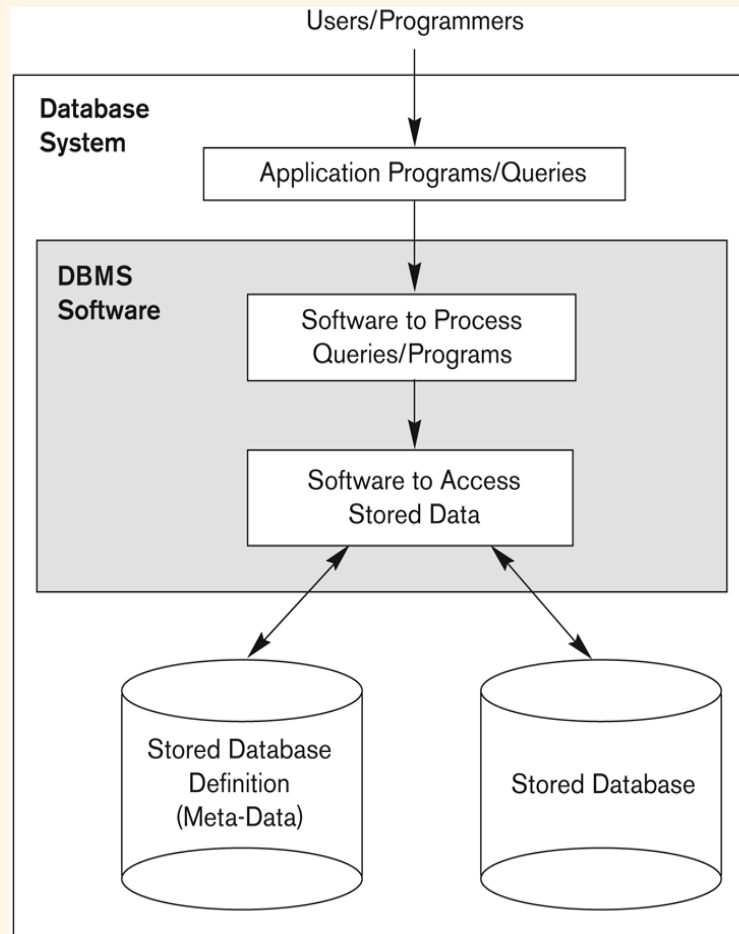 Users/Programmers
Database
System
Application Programs/Queries
DBMS
Software
Software to Process
Queries/Programs
Software to Access
Stored Data
Stored Database
Definition
(Meta-Data)
Stored Database